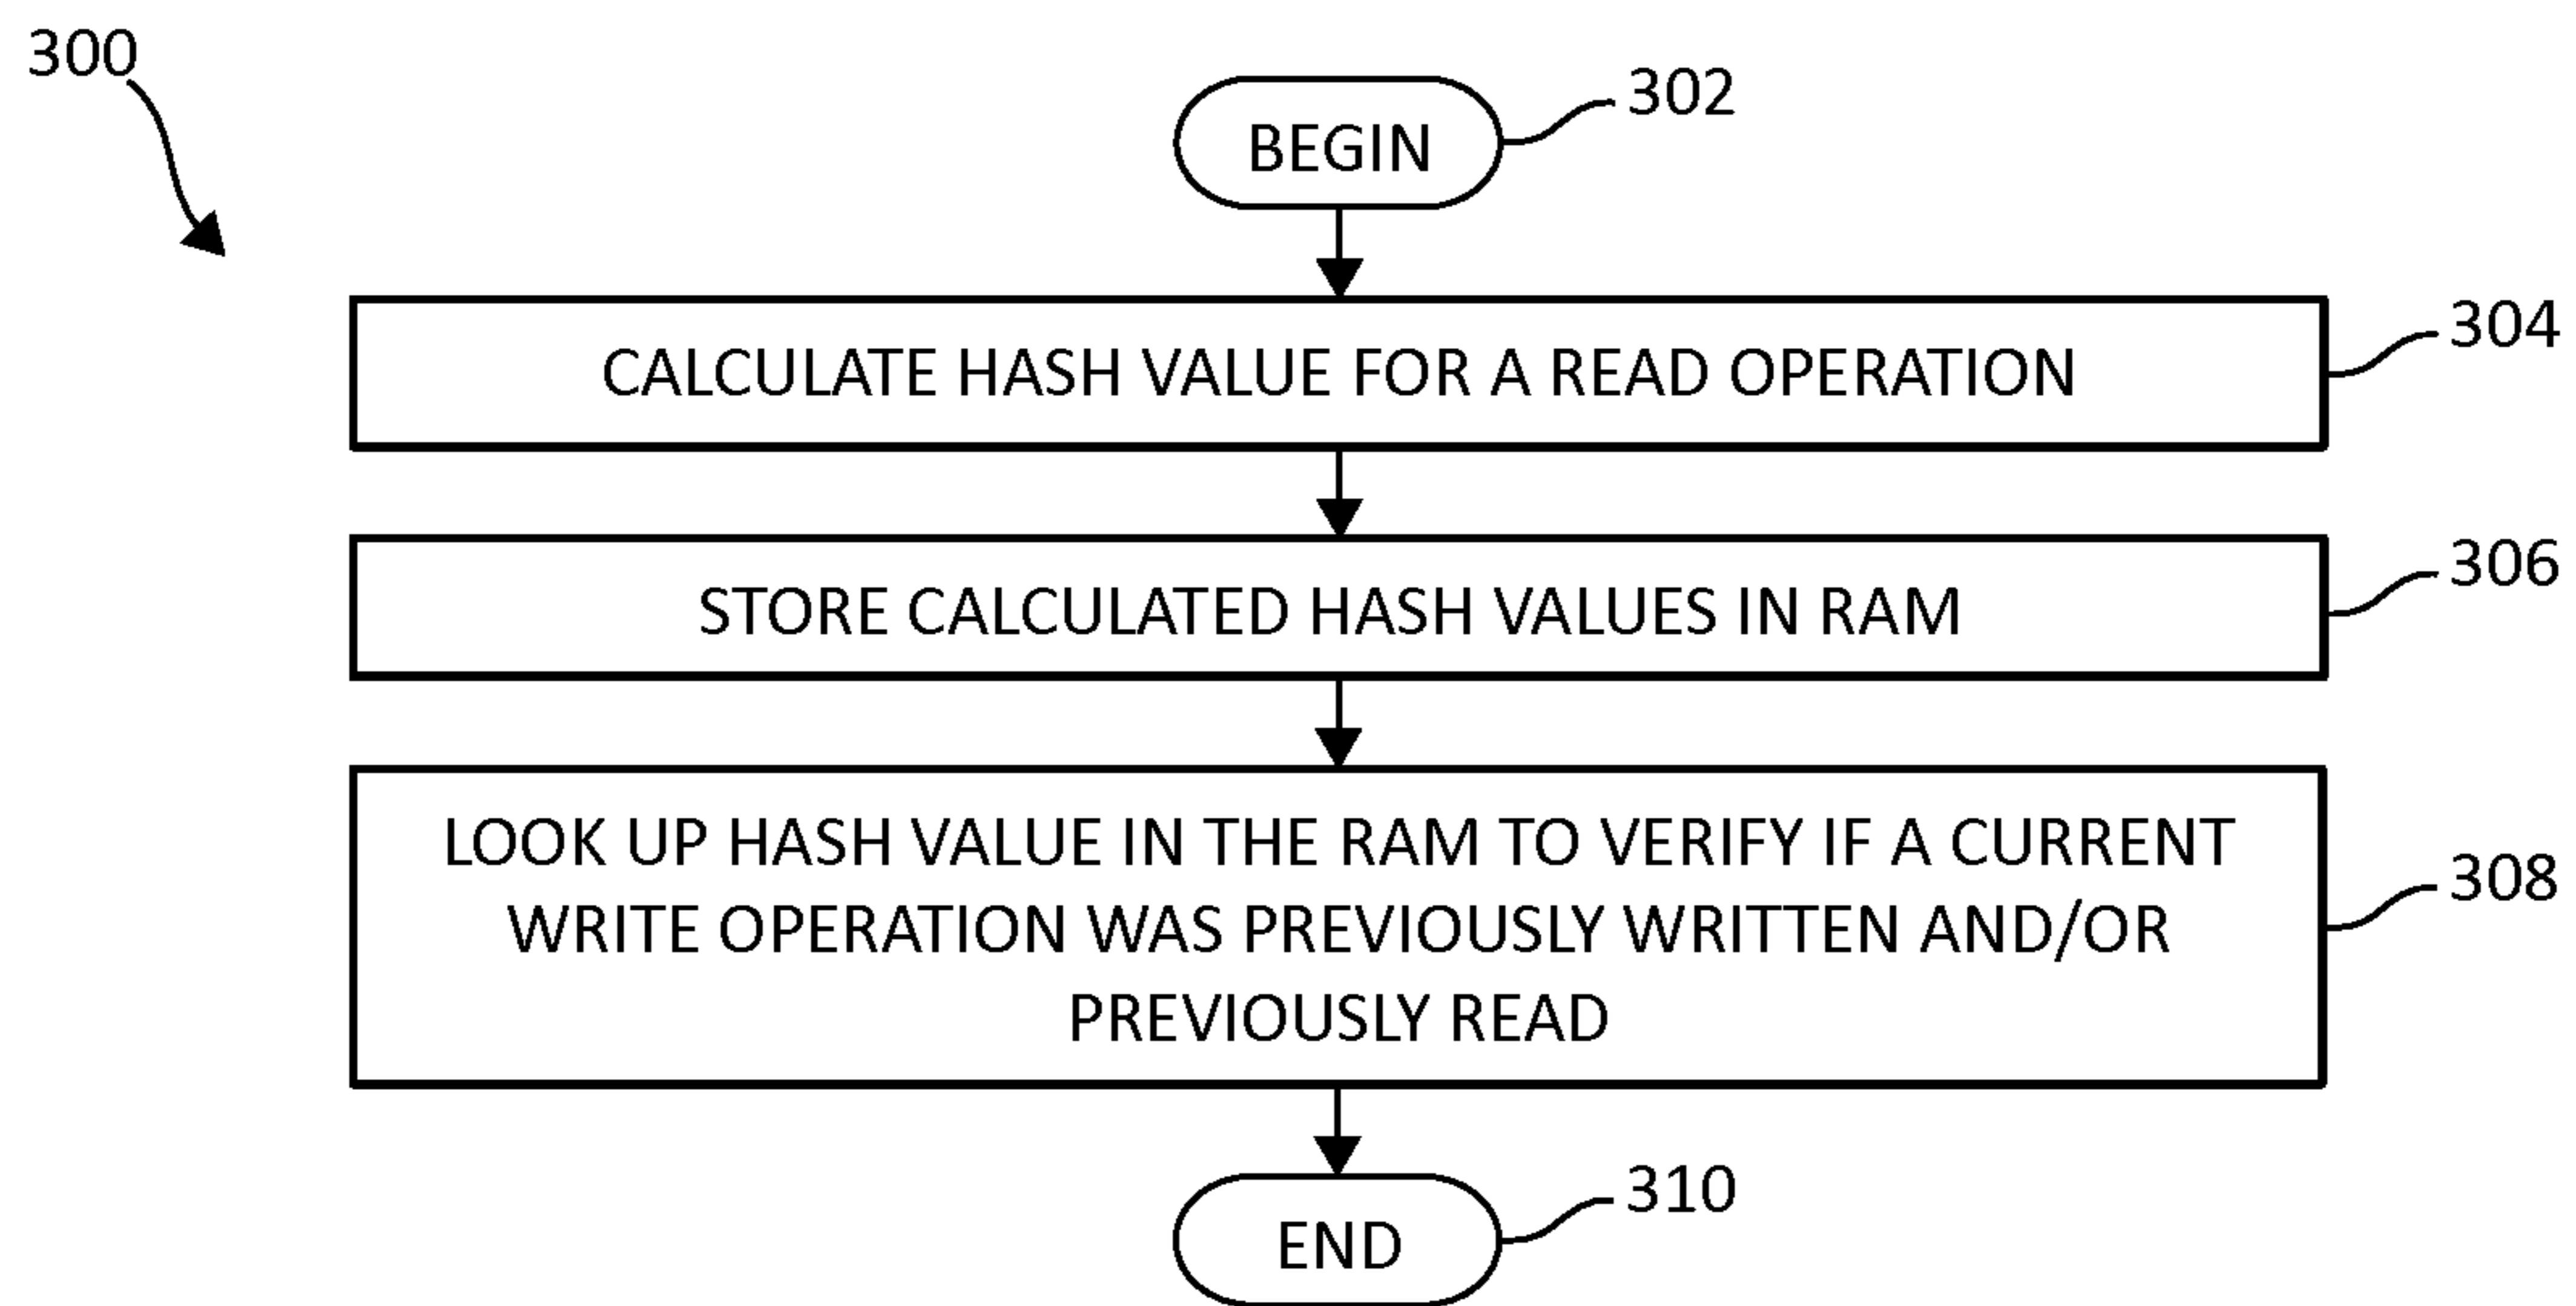 300
BEGIN
302
CALCULATE HASH VALUE FOR A READ OPERATION
304
STORE CALCULATED HASH VALUES IN RAM
306
LOOK UP HASH VALUE IN THE RAM TO VERIFY IF A CURRENT
WRITE OPERATION WAS PREVIOUSLY WRITTEN AND/OR
PREVIOUSLY READ
308
END
310